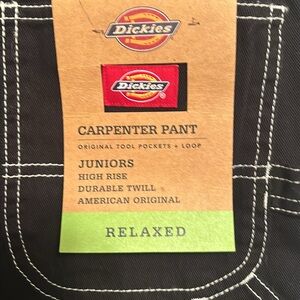 Dickies
Dickies
CARPENTER PANT
ORIGINAL TOOL POCKETS + LOOP
JUNIORS
HIGH RISE
DURABLE TWILL
AMERICAN ORIGINAL
RELAXED